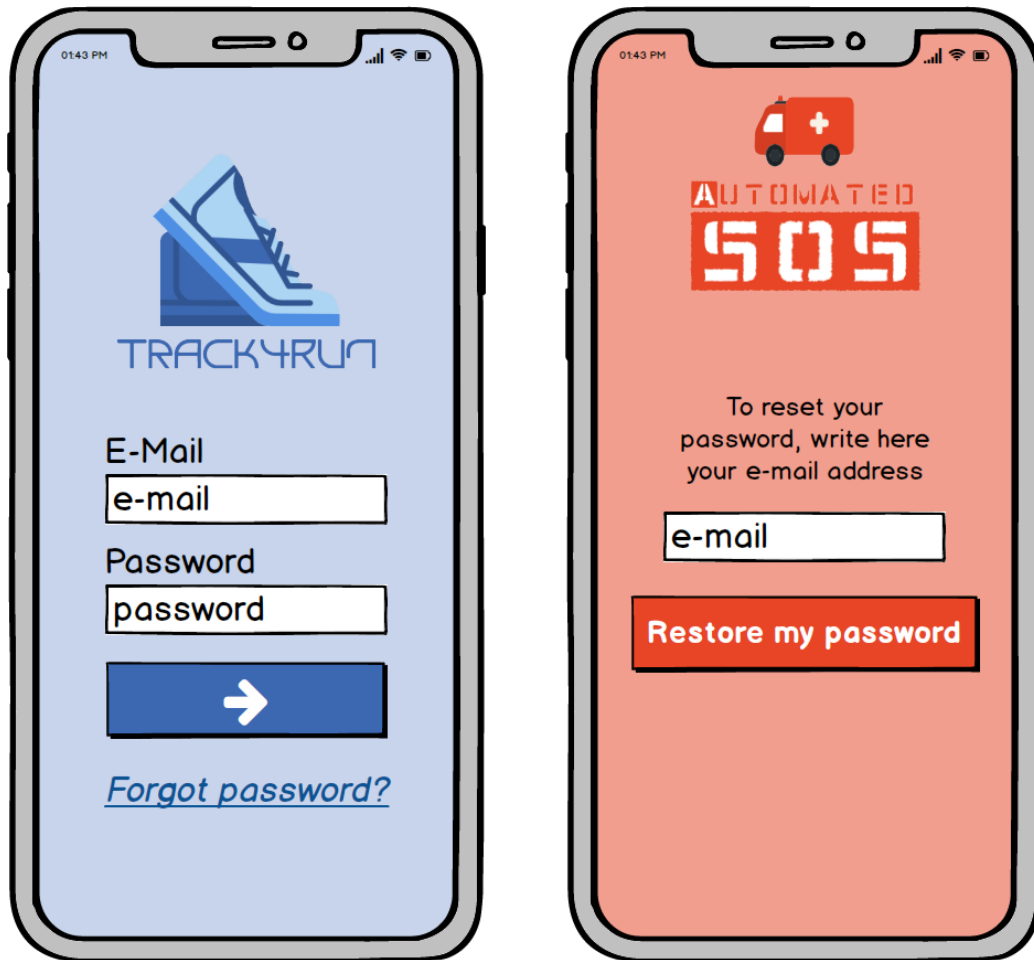 01:43 PM
TRACK4RUN
E-Mail
e-mail
Password
password
Forgot password?
01:43 PM
AUTOMATED
SOS
To reset your
password, write here
your e-mail address
e-mail
Restore my password